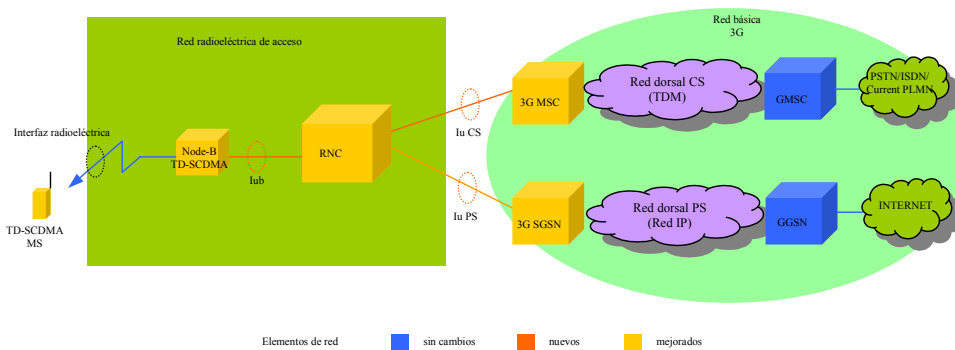 Red básica
3G
Red radioeléctrica de acceso
PSTN/ISDN/
Current PLMN
Red dorsal CS
(TDM)
3G MSC
GMSC
Iu CS
Interfaz radioeléctrica
Node-B
TD-SCDMA
RNC
Iub
Iu PS
Red dorsal PS
(Red IP)
INTERNET
3G SGSN
GGSN
TD-SCDMA
MS
Elementos de red
sin cambios
nuevos
mejorados